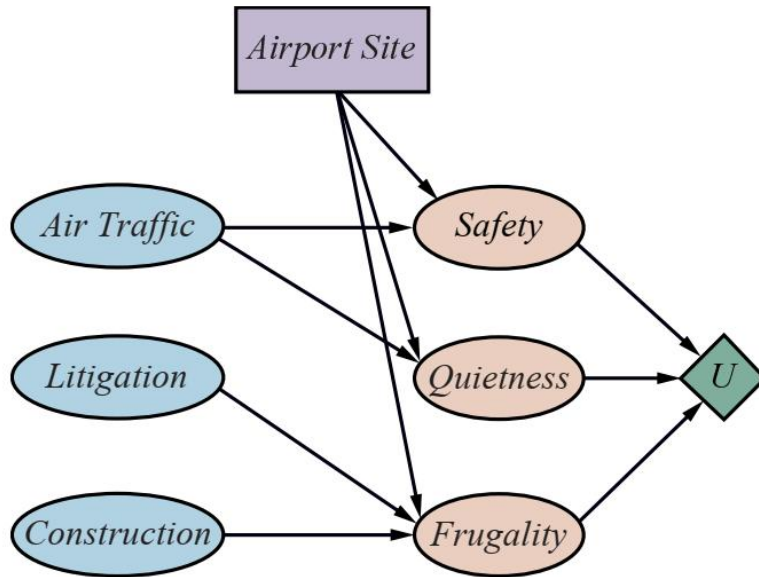 Airport Site
Air Traffic
Safety
Litigation
Quietness
U
Construction
Frugality